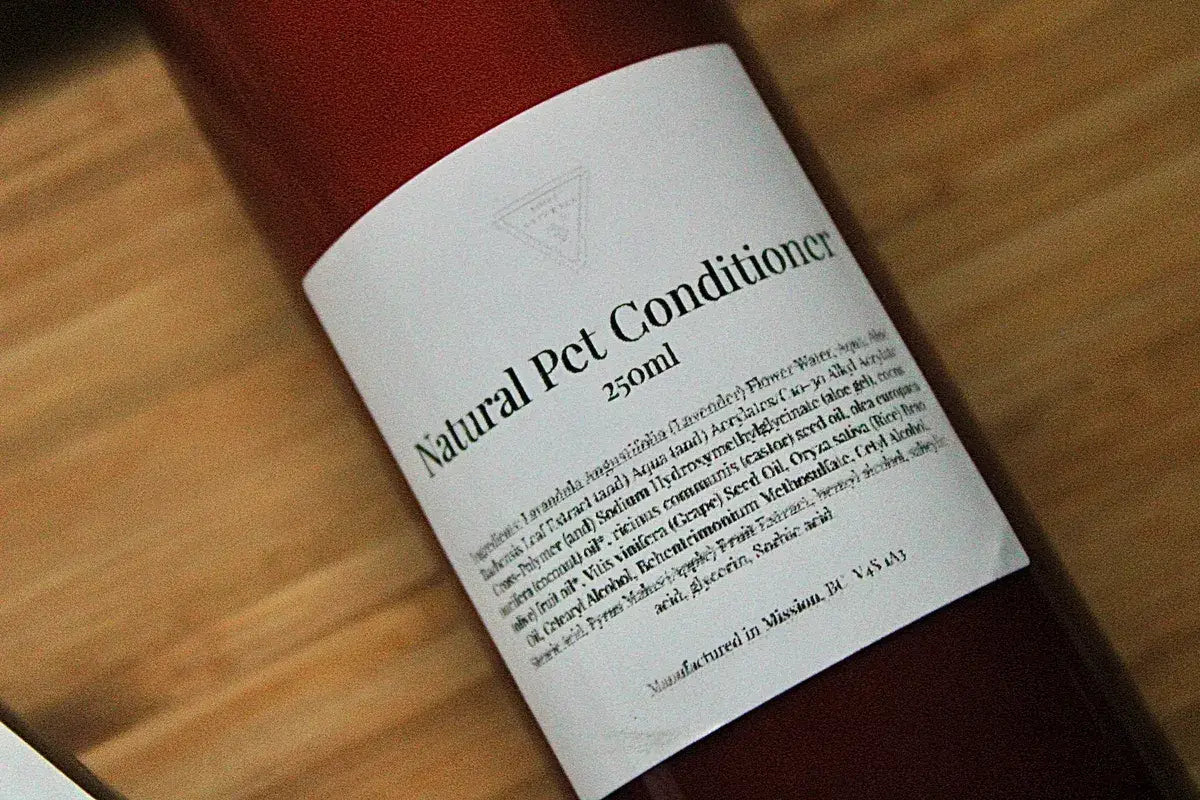 Natural Pet Conditioner
250ml
Ingredients: Lavandula Angustifolia (Lavender) Flower Water, Aqua, Aloe
Barbensis Leaf Extract (and) Aqua (and) Acrylates/C10-30 Alkyl Acrylate
Cross-Polymer (and) Sodium Hydroxymethylglycinate (aloe gel), cocos
nucifera (coconut) oil*, ricinus communis (castor) seed oil, olea europaea
(olive) fruit oil*, Vitis vinifera (Grape) Seed Oil, Oryza sativa (Rice) Bran
Oil, Cetearyl Alcohol, Behentrimonium Methosulfate, Cetyl Alcohol,
Stearic acid, Pyrus Malus (Apple) Fruit Extract, benzyl alcohol, salicylic
acid, glycerin, Sorbic acid
Manufactured in Mission, BC V4S 1A3